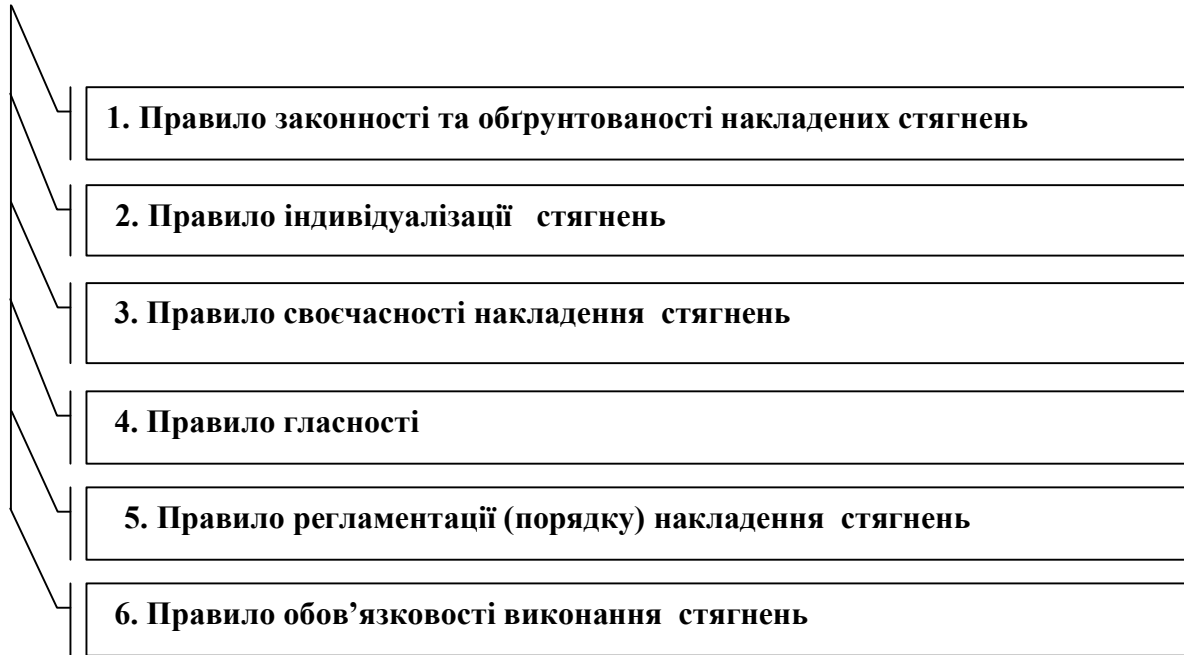 1. Правило законності та обґрунтованості накладених стягнень
2. Правило індивідуалізації стягнень
3. Правило своєчасності накладення стягнень
4. Правило гласності
5. Правило регламентації (порядку) накладення стягнень
6. Правило обов’язковості виконання стягнень